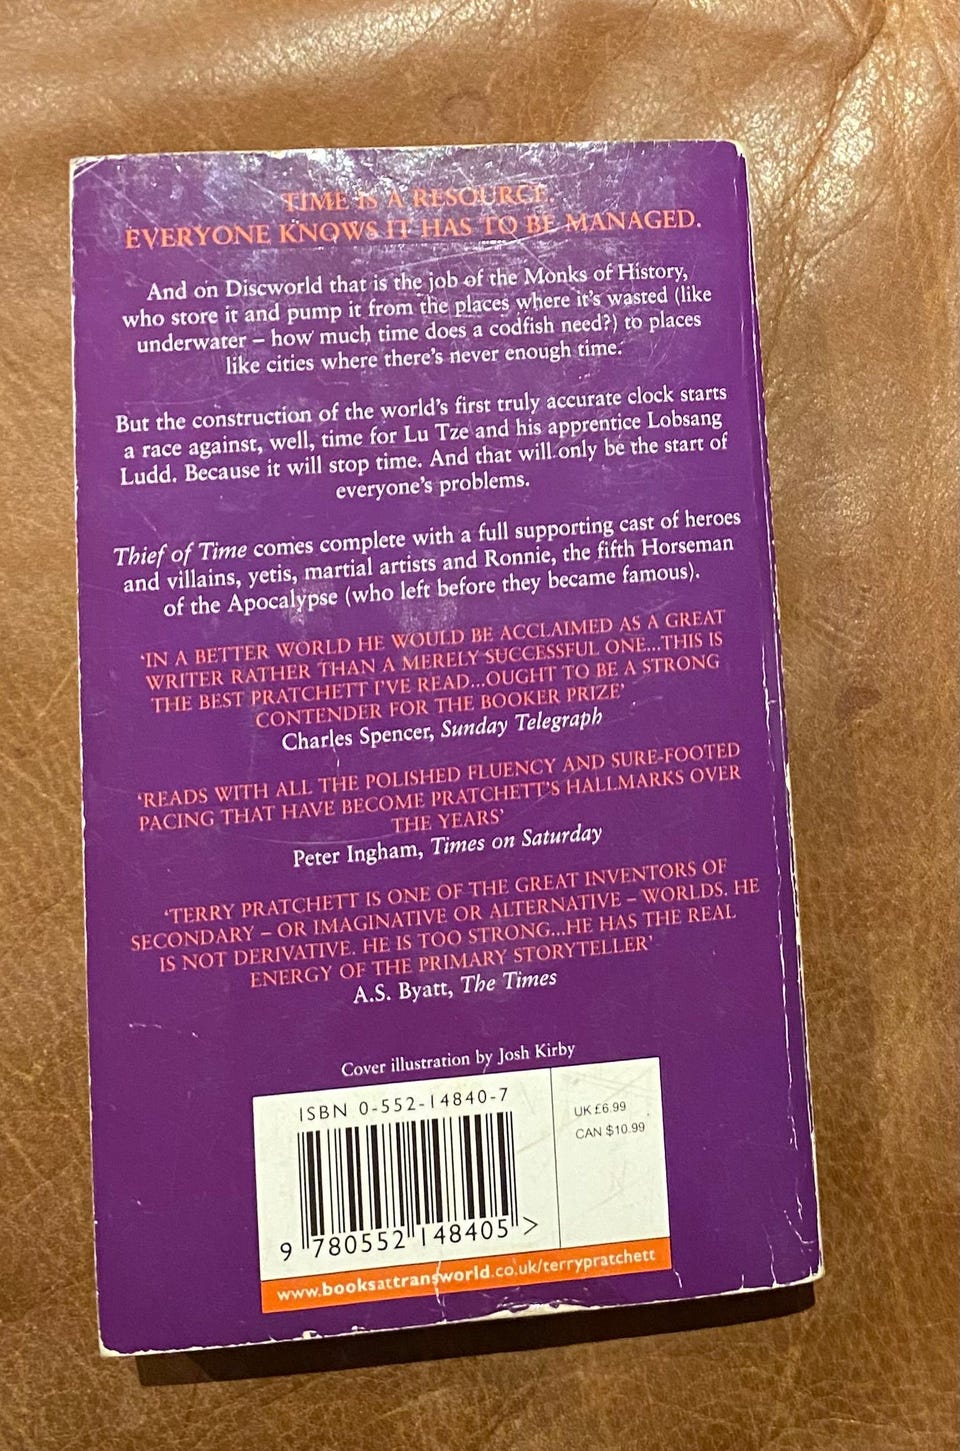 TIME IS A RESOURCE.
EVERYONE KNOWS IT HAS TO BE MANAGED.
And on Discworld that is the job of the Monks of History,
who store it and pump it from the places where it's wasted (like
underwater – how much time does a codfish need?) to places
like cities where there's never enough time.
But the construction of the world's first truly accurate clock starts
a race against, well, time for Lu Tze and his apprentice Lobsang
Ludd. Because it will stop time. And that will only be the start of
everyone's problems.
Thief of Time comes complete with a full supporting cast of heroes
and villains, yetis, martial artists and Ronnie, the fifth Horseman
of the Apocalypse (who left before they became famous).
'IN A BETTER WORLD HE WOULD BE ACCLAIMED AS A GREAT
WRITER RATHER THAN A MERELY SUCCESSFUL ONE...THIS IS
THE BEST PRATCHETT I'VE READ...OUGHT TO BE A STRONG
CONTENDER FOR THE BOOKER PRIZE'
Charles Spencer, Sunday Telegraph
'READS WITH ALL THE POLISHED FLUENCY AND SURE-FOOTED
PACING THAT HAVE BECOME PRATCHETT'S HALLMARKS OVER
THE YEARS'
Peter Ingham, Times on Saturday
'TERRY PRATCHETT IS ONE OF THE GREAT INVENTORS OF
SECONDARY – OR IMAGINATIVE OR ALTERNATIVE – WORLDS. HE
IS NOT DERIVATIVE. HE IS TOO STRONG...HE HAS THE REAL
ENERGY OF THE PRIMARY STORYTELLER'
A.S. Byatt, The Times
Cover illustration by Josh Kirby
ISBN 0-552-14840-7
UK £6.99
CAN $10.99
9 780552 148405 >
www.booksattransworld.co.uk/terrypratchett